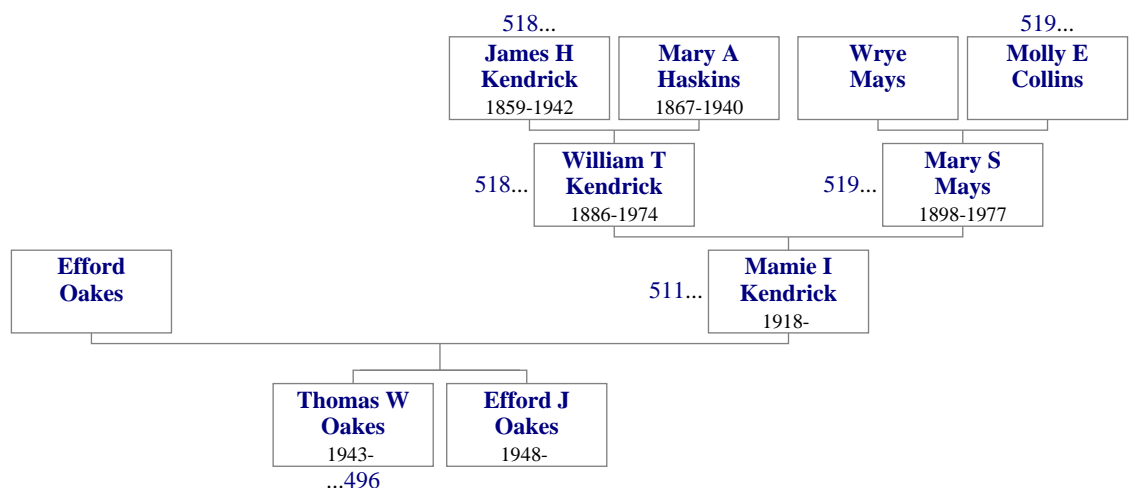 518...
519...
James H
Kendrick
1859-1942
Mary A
Haskins
1867-1940
Wrye
Mays
Molly E
Collins
518...
William T
Kendrick
1886-1974
519...
Mary S
Mays
1898-1977
Efford
Oakes
511...
Mamie I
Kendrick
1918-
Thomas W
Oakes
1943-
Efford J
Oakes
1948-
...496